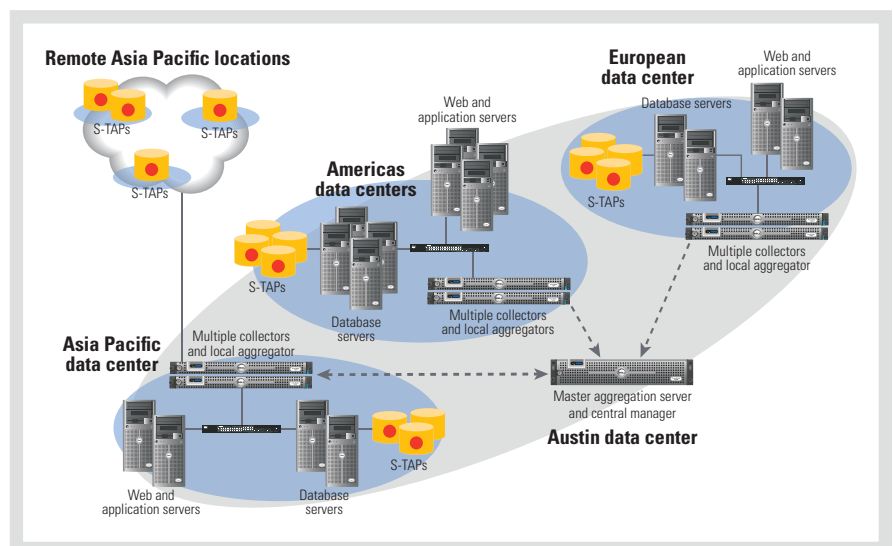 Remote Asia Pacific locations
S-TAPs
S-TAPs
S-TAPs
European
data center
Web and
application servers
Database servers
S-TAPs
Multiple collectors
and local aggregator
Web and
application servers
Americas
data centers
S-TAPs
Database
servers
Multiple collectors
and local aggregators
Asia Pacific
data center
Multiple collectors
and local aggregator
Web and
application servers
Database
servers
S-TAPs
Master aggregation server
and central manager
Austin data center